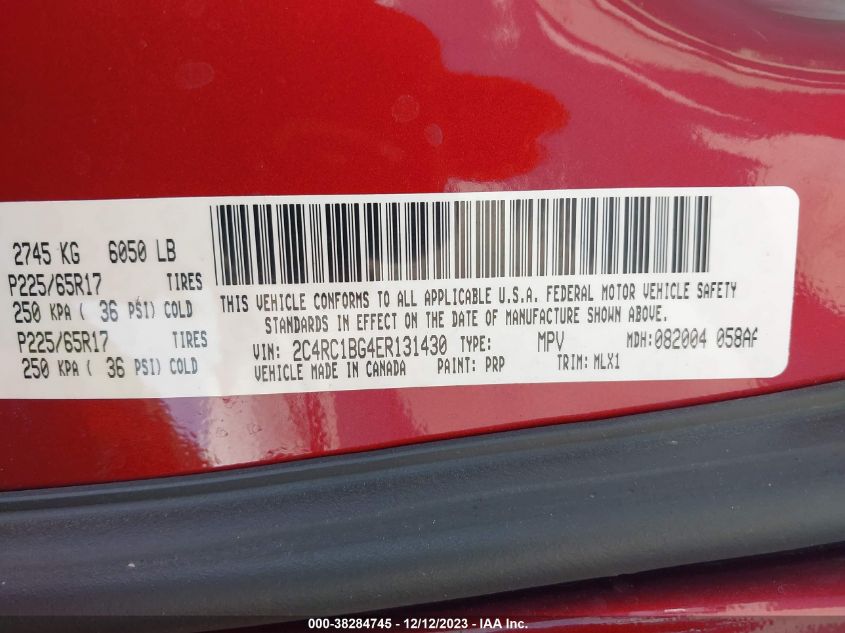 2745 KG 6050 LB
P225/65R17 TIRES
250 KPA ( 36 PSI) COLD
P225/65R17 TIRES
250 KPA ( 36 PSI) COLD
THIS VEHICLE CONFORMS TO ALL APPLICABLE U.S.A. FEDERAL MOTOR VEHICLE SAFETY
STANDARDS IN EFFECT ON THE DATE OF MANUFACTURE SHOWN ABOVE.
VIN: 2C4RC1BG4ER131430 TYPE: MPV MDH:082004 058AA
VEHICLE MADE IN CANADA PAINT: PRP TRIM: MLX1
000-38284745 - 12/12/2023 - IAA Inc.